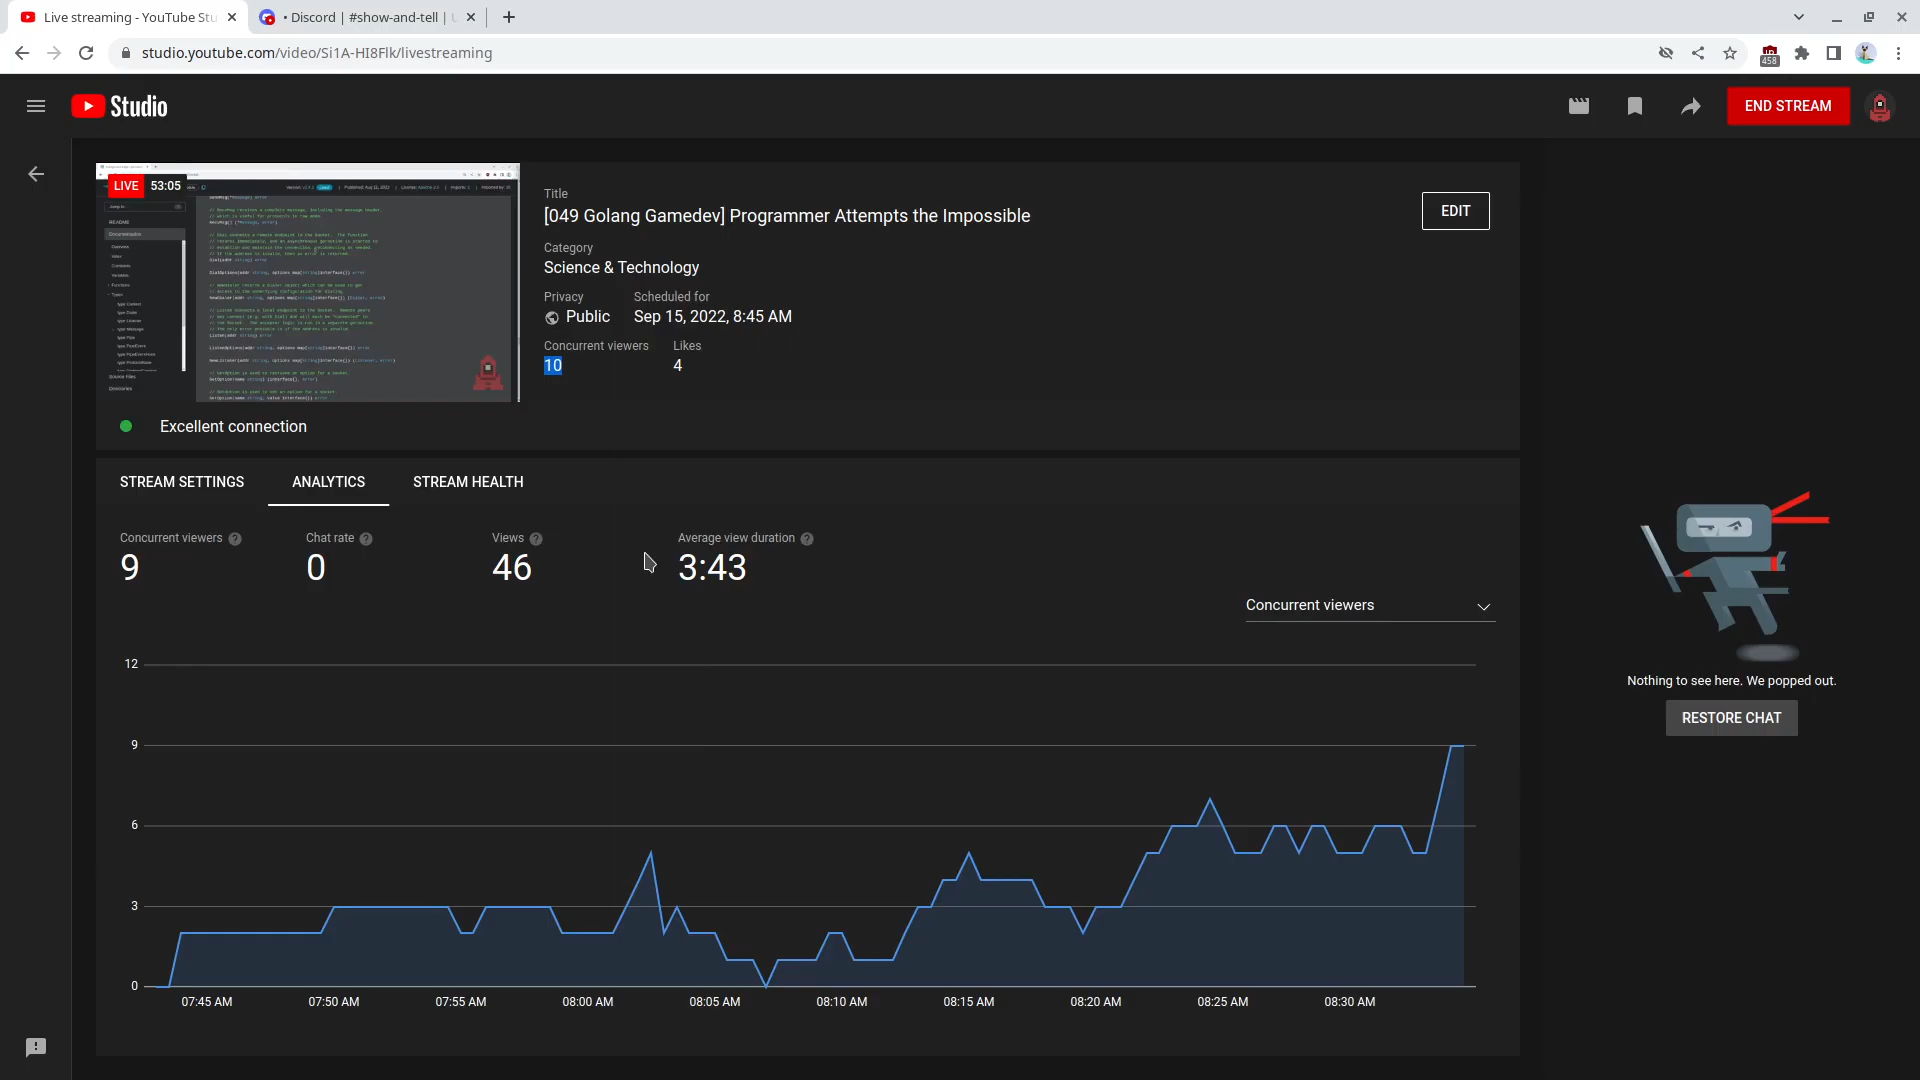 Live streaming - YouTube Stu
• Discord | #show-and-tell |
studio.youtube.com/video/Si1A-HI8Flk/livestreaming
458
Studio
END STREAM
LIVE 53:05
Title
[049 Golang Gamedev] Programmer Attempts the Impossible
EDIT
Category
Science & Technology
Privacy Scheduled for
Public Sep 15, 2022, 8:45 AM
Concurrent viewers Likes
10 4
Excellent connection
STREAM SETTINGS ANALYTICS STREAM HEALTH
Concurrent viewers ? Chat rate ? Views ? Average view duration ?
9 0 46 3:43
Concurrent viewers
12
9
6
3
0
07:45 AM 07:50 AM 07:55 AM 08:00 AM 08:05 AM 08:10 AM 08:15 AM 08:20 AM 08:25 AM 08:30 AM
Nothing to see here. We popped out.
RESTORE CHAT